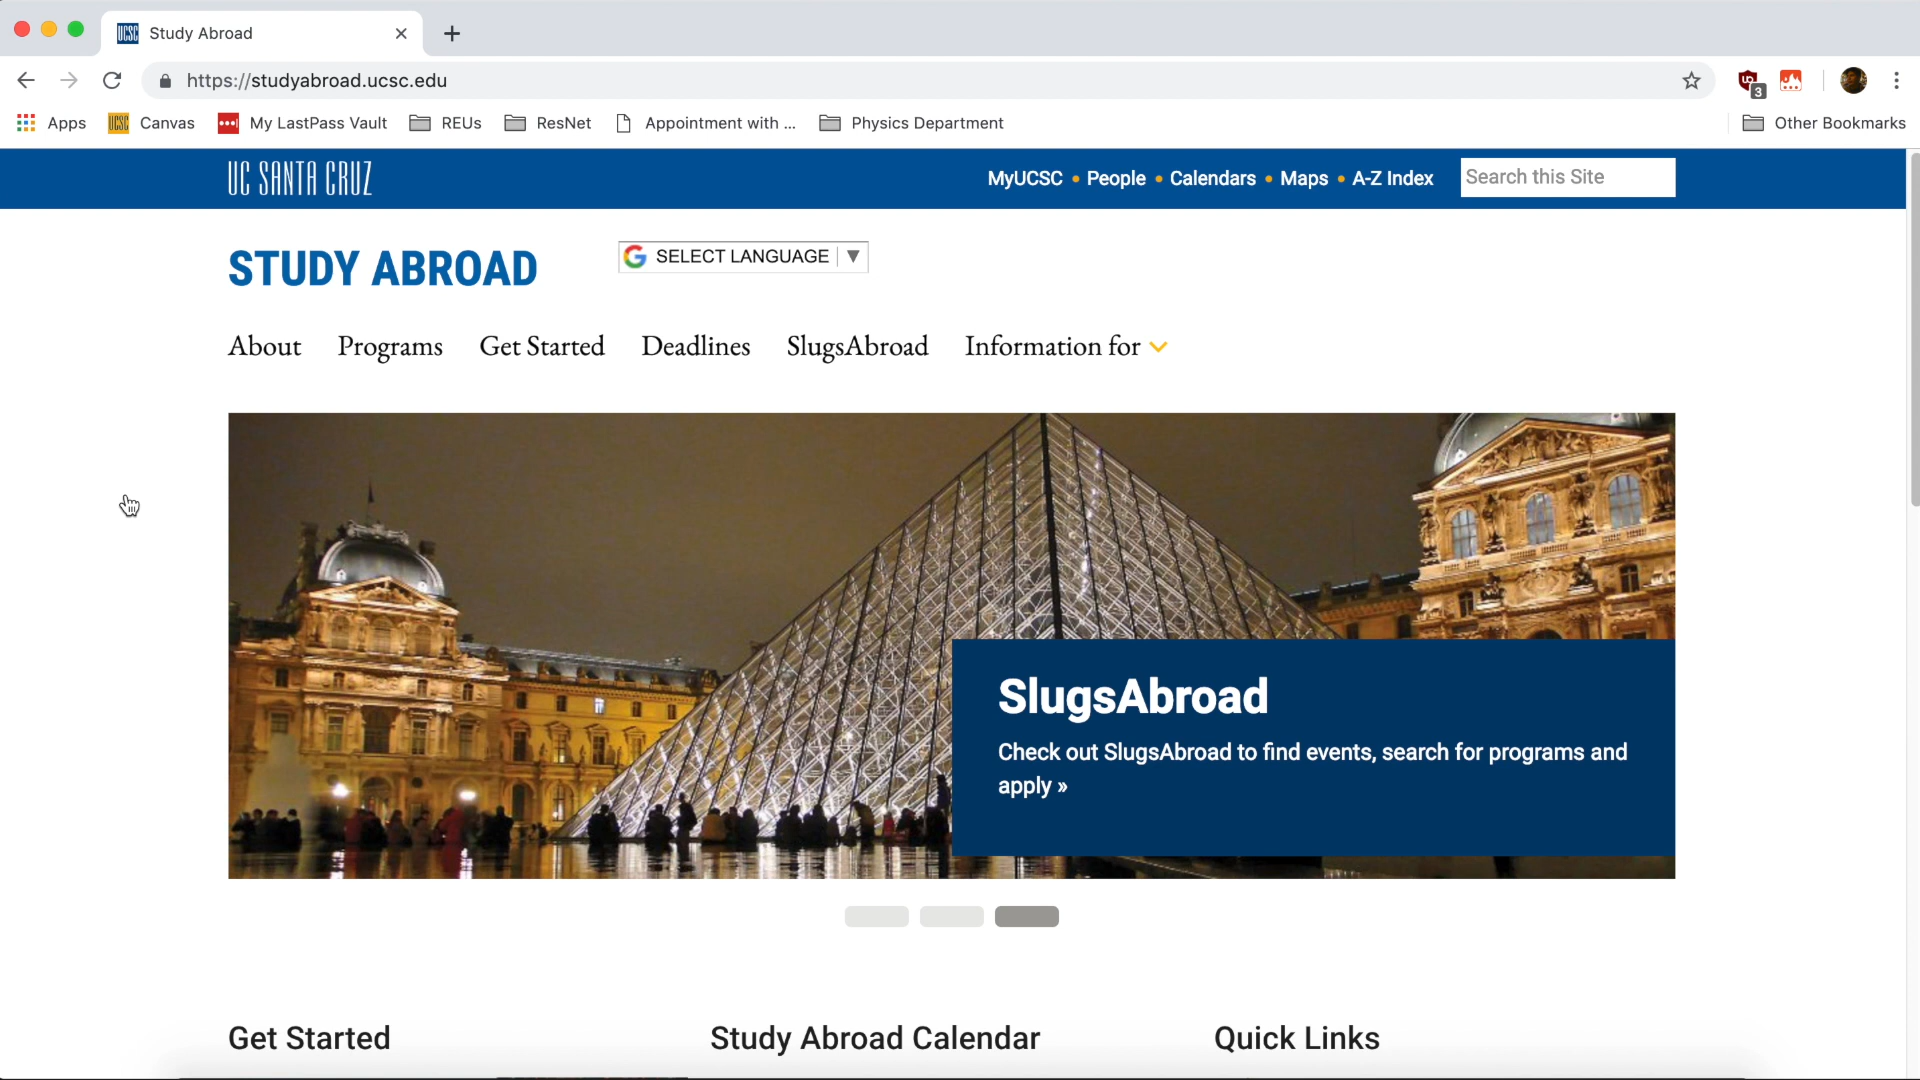 UCSC Study Abroad
https://studyabroad.ucsc.edu
3
Apps UCSC Canvas My LastPass Vault REUs ResNet Appointment with ... Physics Department Other Bookmarks
UC SANTA CRUZ MyUCSC • People • Calendars • Maps • A-Z Index Search this Site
STUDY ABROAD G SELECT LANGUAGE ▼
About Programs Get Started Deadlines SlugsAbroad Information for
SlugsAbroad
Check out SlugsAbroad to find events, search for programs and
apply »
Get Started Study Abroad Calendar Quick Links